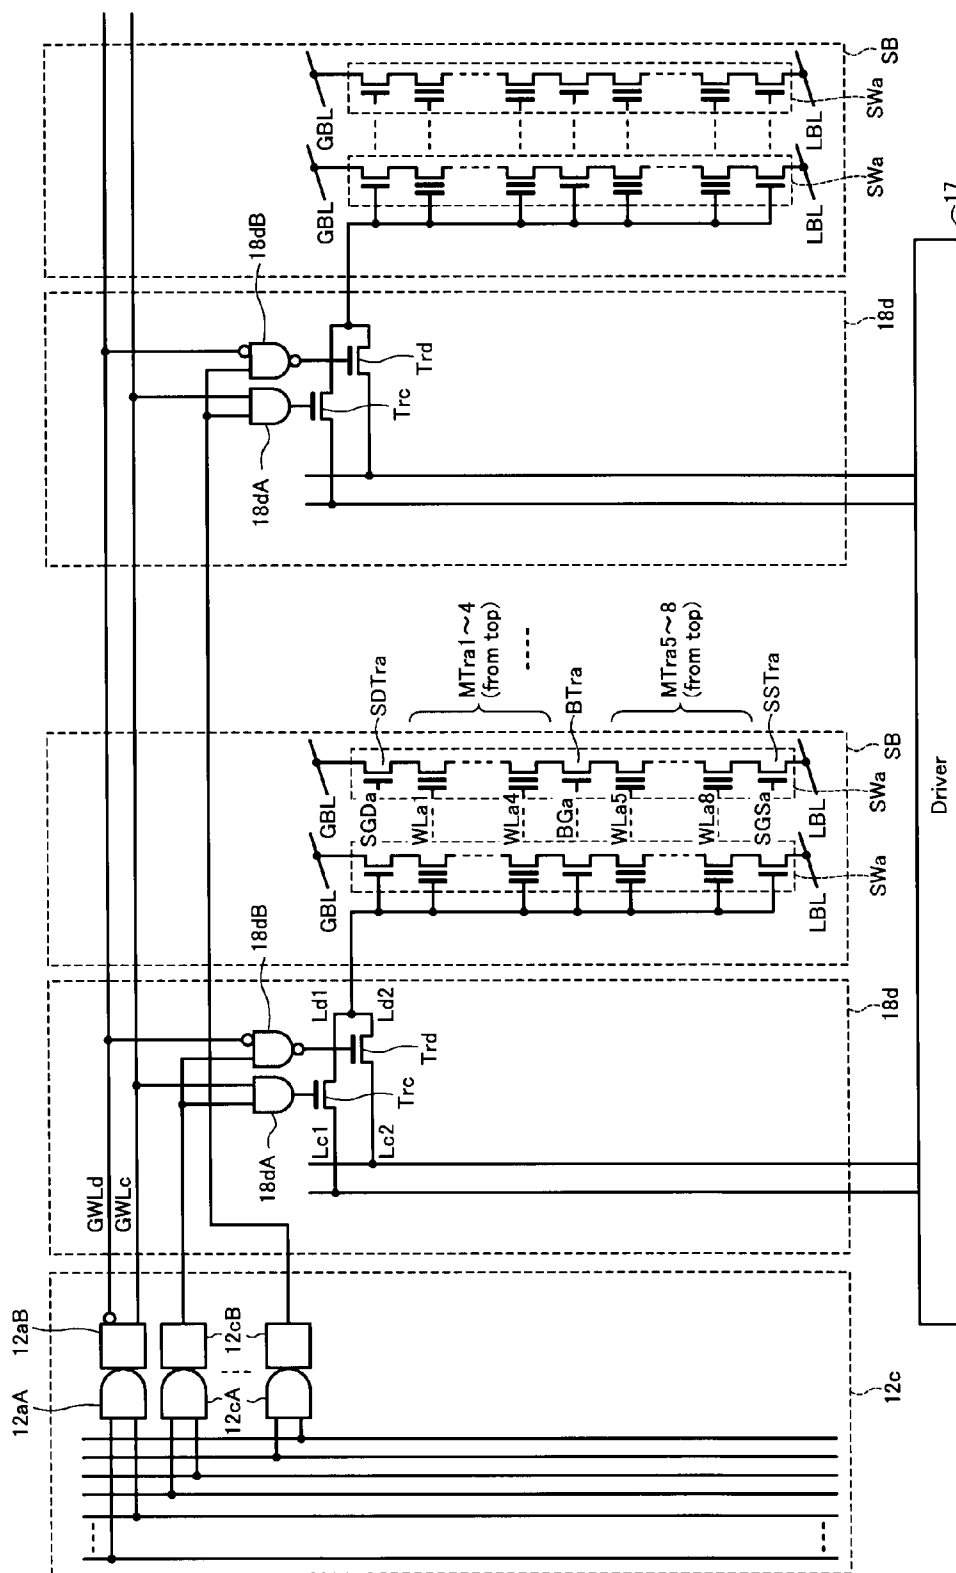 12aA
12aB
GWLd
GWLc
12cA
12cB
12c
18dA
18dB
Lc1
Lc2
Ld1
Ld2
Trc
Trd
18d
GBL
GBL
SGDa
WLa1
WLa4
BGa
WLa5
WLa8
SGSa
LBL
LBL
SWa
SWa
SB
SDTra
MTra1~4
(from top)
BTra
MTra5~8
(from top)
SSTra
18dA
18dB
Trc
Trd
18d
GBL
GBL
LBL
LBL
SWa
SWa
SB
Driver
17